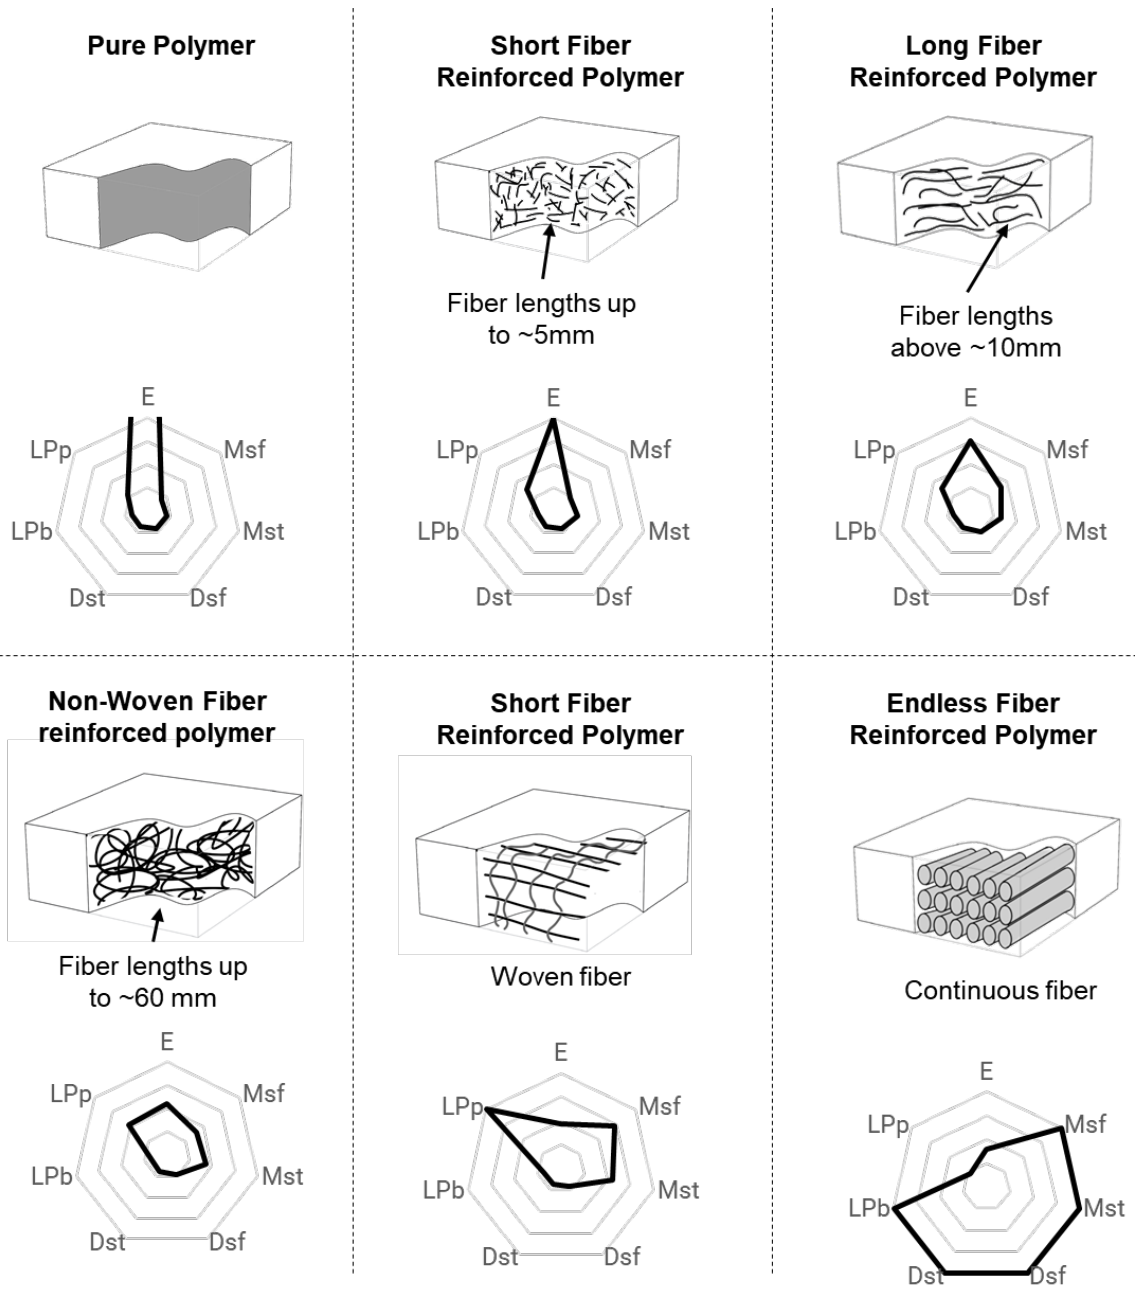 Pure Polymer
Short Fiber
Reinforced Polymer
Long Fiber
Reinforced Polymer
Fiber lengths up
to ~5mm
Fiber lengths
above ~10mm
E
LPp
Msf
LPb
Mst
Dst
Dsf
E
LPp
Msf
LPb
Mst
Dst
Dsf
E
LPp
Msf
LPb
Mst
Dst
Dsf
Non-Woven Fiber
reinforced polymer
Short Fiber
Reinforced Polymer
Endless Fiber
Reinforced Polymer
Fiber lengths up
to ~60 mm
Woven fiber
Continuous fiber
E
LPp
Msf
LPb
Mst
Dst
Dsf
E
LPp
Msf
LPb
Mst
Dst
Dsf
E
LPp
Msf
LPb
Mst
Dst
Dsf